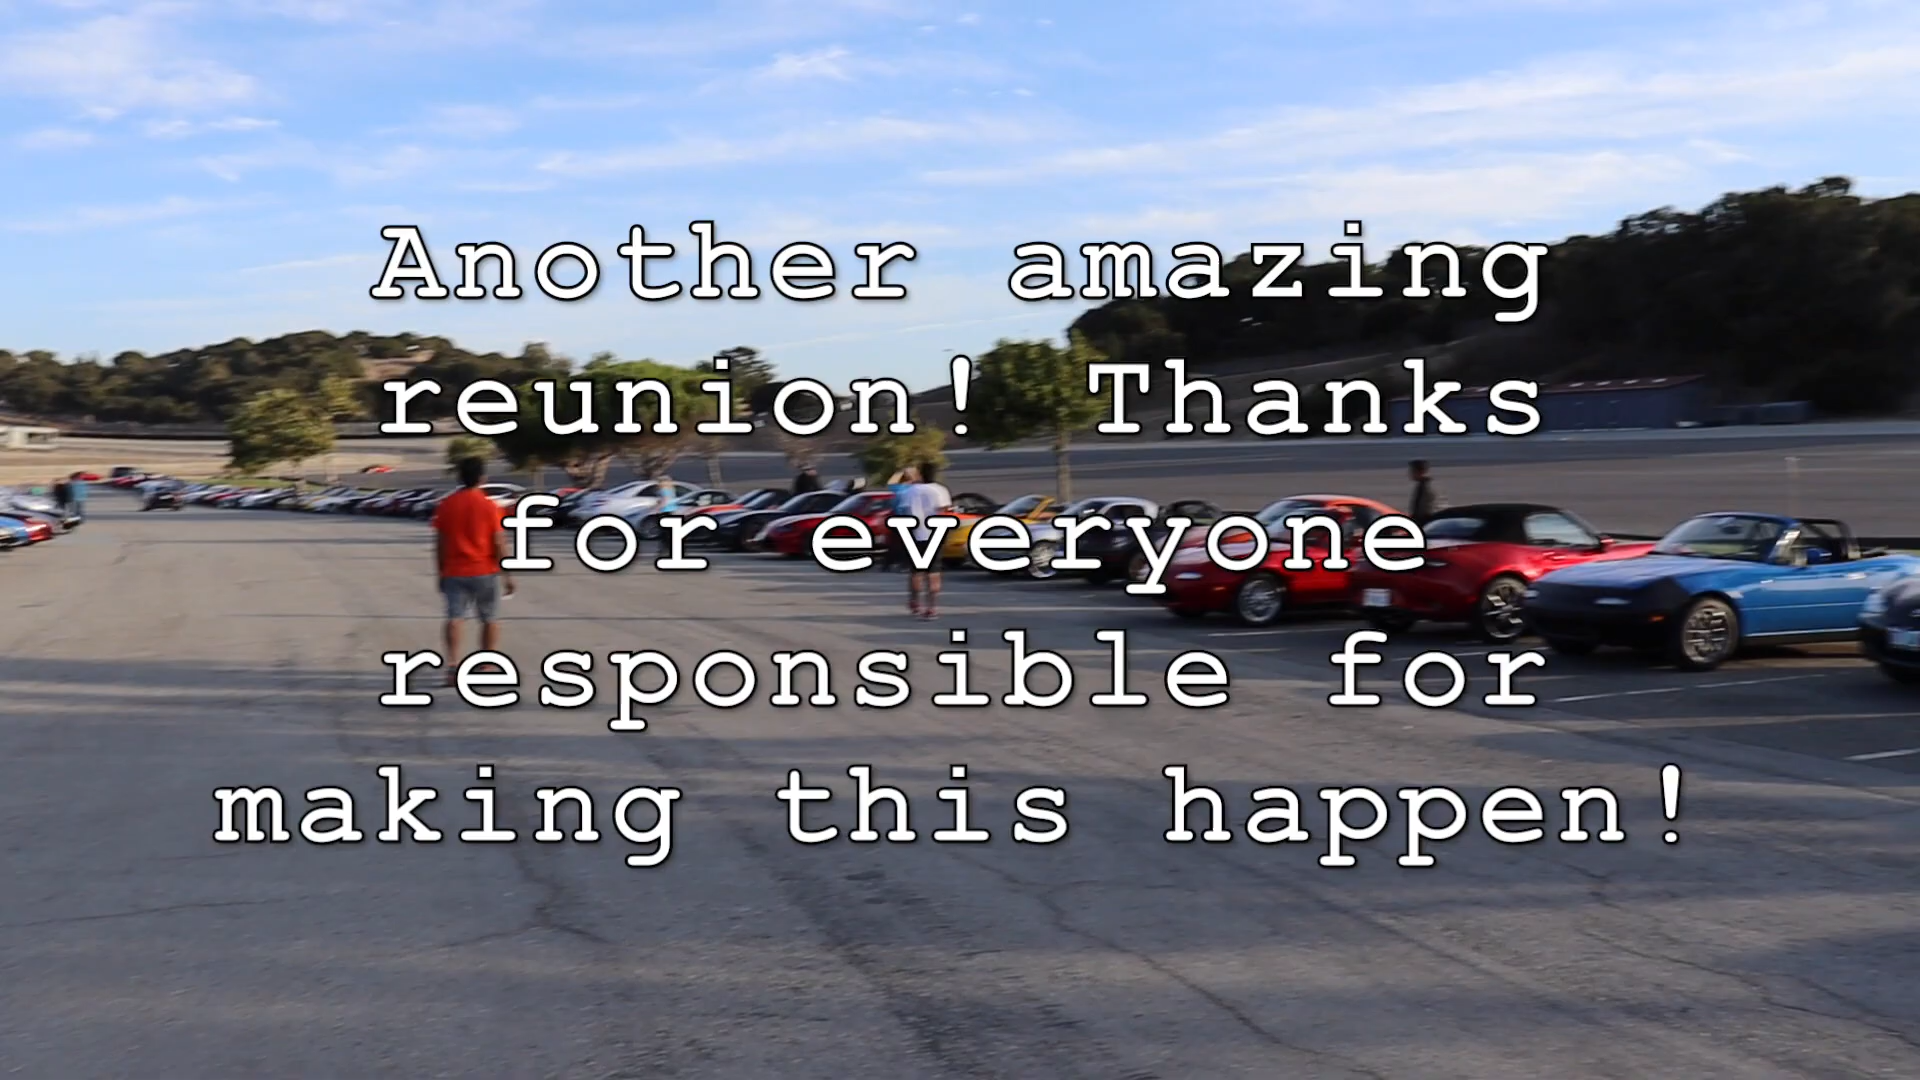 Another amazing
reunion! Thanks
for everyone
responsible for
making this happen!